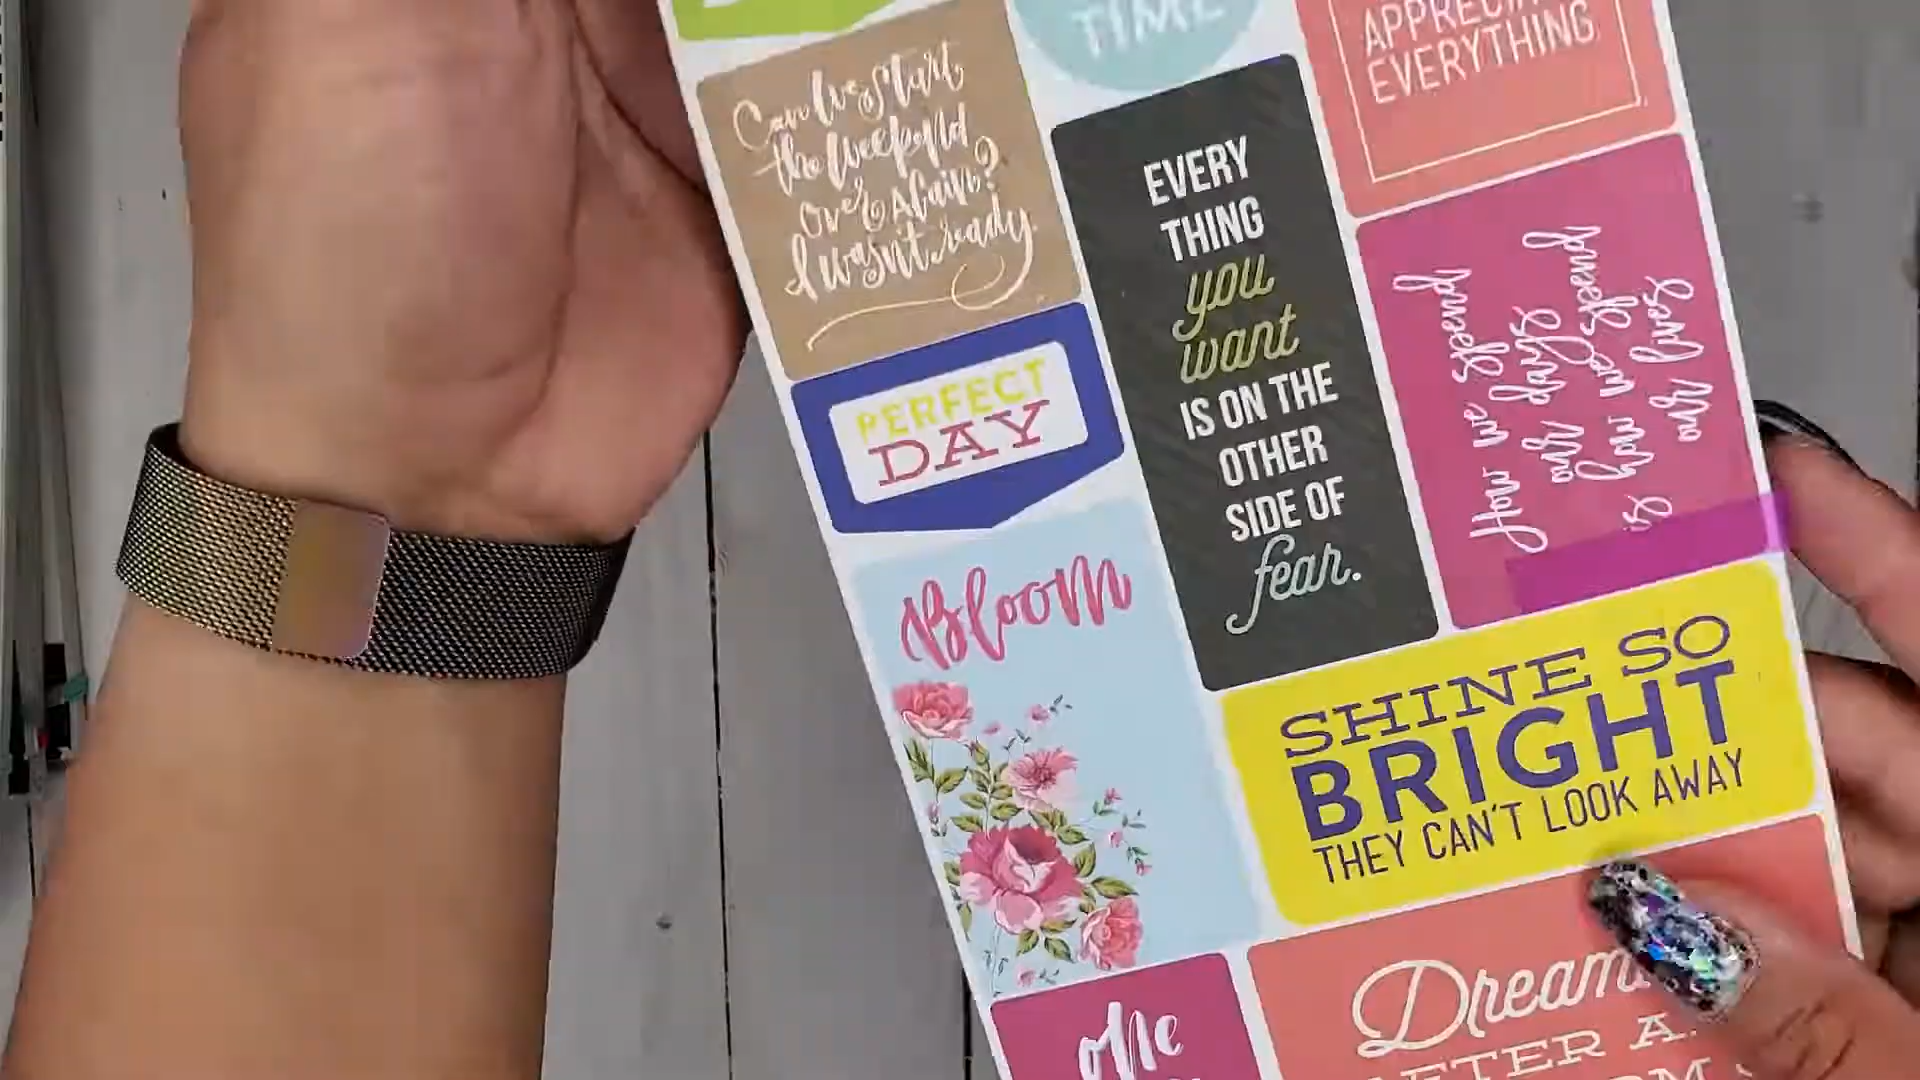 TIME
APPRECIATE
EVERYTHING
Can we start
the weekend
over again?
I wasn't ready.
EVERY
THING
you
want
IS ON THE
OTHER
SIDE OF
fear.
How we spend
our days
is how we spend
our lives
PERFECT
DAY
Bloom
SHINE SO
BRIGHT
THEY CAN'T LOOK AWAY
one
Dream